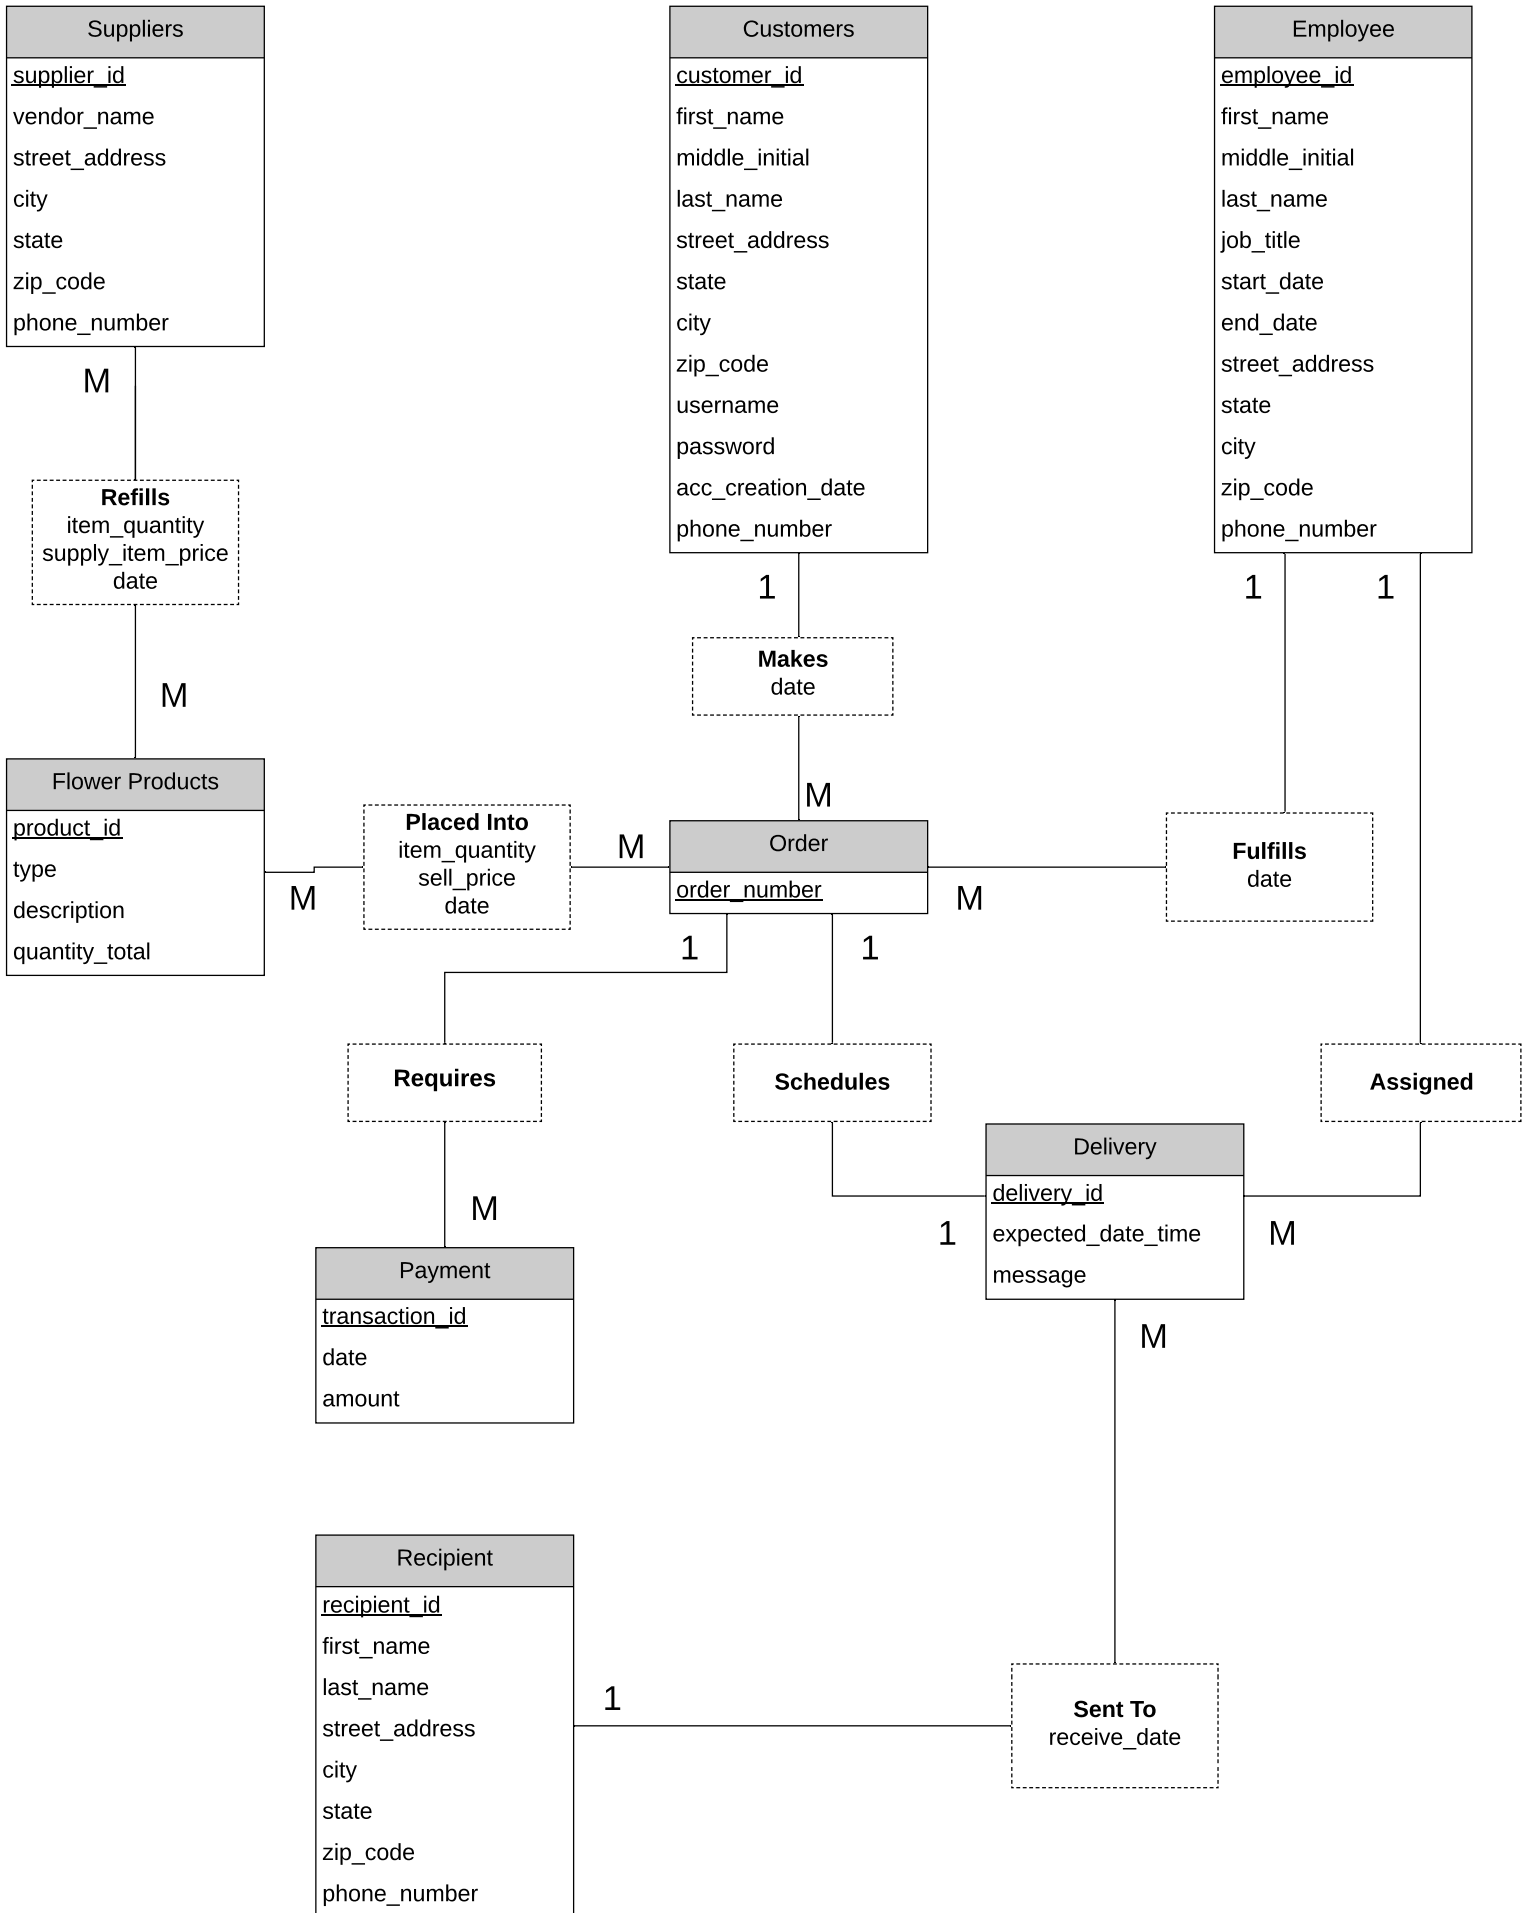 Suppliers
supplier_id
vendor_name
street_address
city
state
zip_code
phone_number
Customers
customer_id
first_name
middle_initial
last_name
street_address
state
city
zip_code
username
password
acc_creation_date
phone_number
Employee
employee_id
first_name
middle_initial
last_name
job_title
start_date
end_date
street_address
state
city
zip_code
phone_number
M
Refills
item_quantity
supply_item_price
date
M
1
Makes
date
M
1
1
Flower Products
product_id
type
description
quantity_total
M
Placed Into
item_quantity
sell_price
date
M
Order
order_number
M
Fulfills
date
1
1
Requires
Schedules
Assigned
M
Payment
transaction_id
date
amount
1
Delivery
delivery_id
expected_date_time
message
M
M
Recipient
recipient_id
first_name
last_name
street_address
city
state
zip_code
phone_number
1
Sent To
receive_date